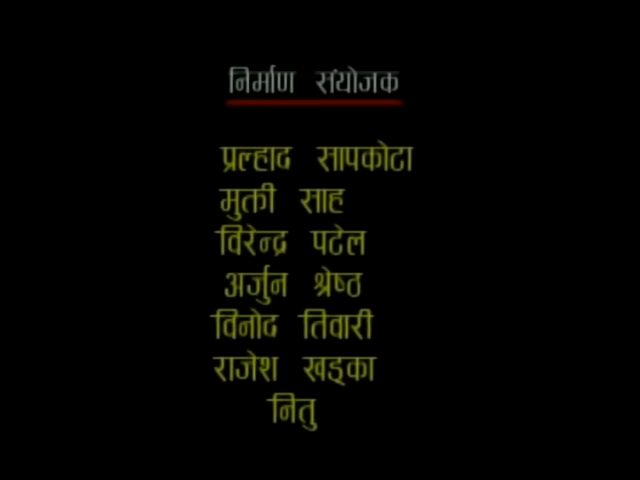 निर्माण संयोजक
प्रल्हाद सापकोटा
मुक्ती साह
विरेन्द्र पटेल
अर्जुन श्रेष्ठ
विनोद तिवारी
राजेश खड्का
नितु